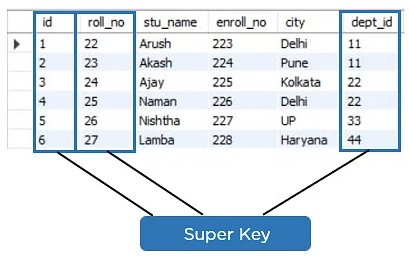 id roll_no stu_name enroll_no city dept_id
1 22 Arush 223 Delhi 11
2 23 Akash 224 Pune 11
3 24 Ajay 225 Kolkata 22
4 25 Naman 226 Delhi 22
5 26 Nishtha 227 UP 33
6 27 Lamba 228 Haryana 44
Super Key